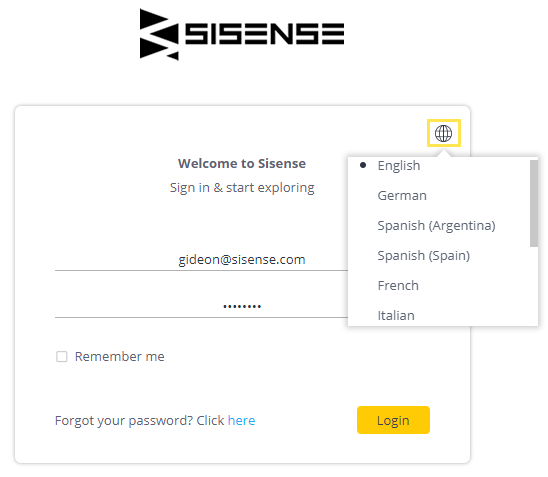 SISENSE
Welcome to Sisense
Sign in & start exploring
English
German
Spanish (Argentina)
Spanish (Spain)
French
Italian
gideon@sisense.com
••••••••
Remember me
Forgot your password? Click here
Login